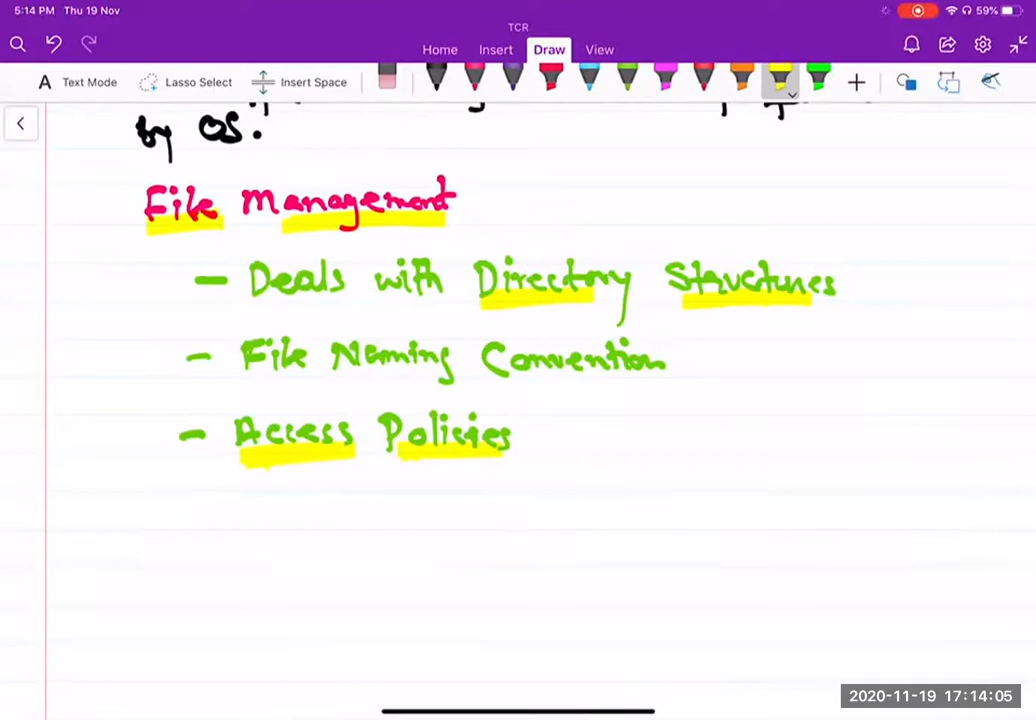 5:14 PM Thu 19 Nov 59%
TCR
Home Insert Draw View
A Text Mode Lasso Select Insert Space
by OS.
File Management
- Deals with Directory Structures
- File Naming Convention
- Access Policies
2020-11-19 17:14:05